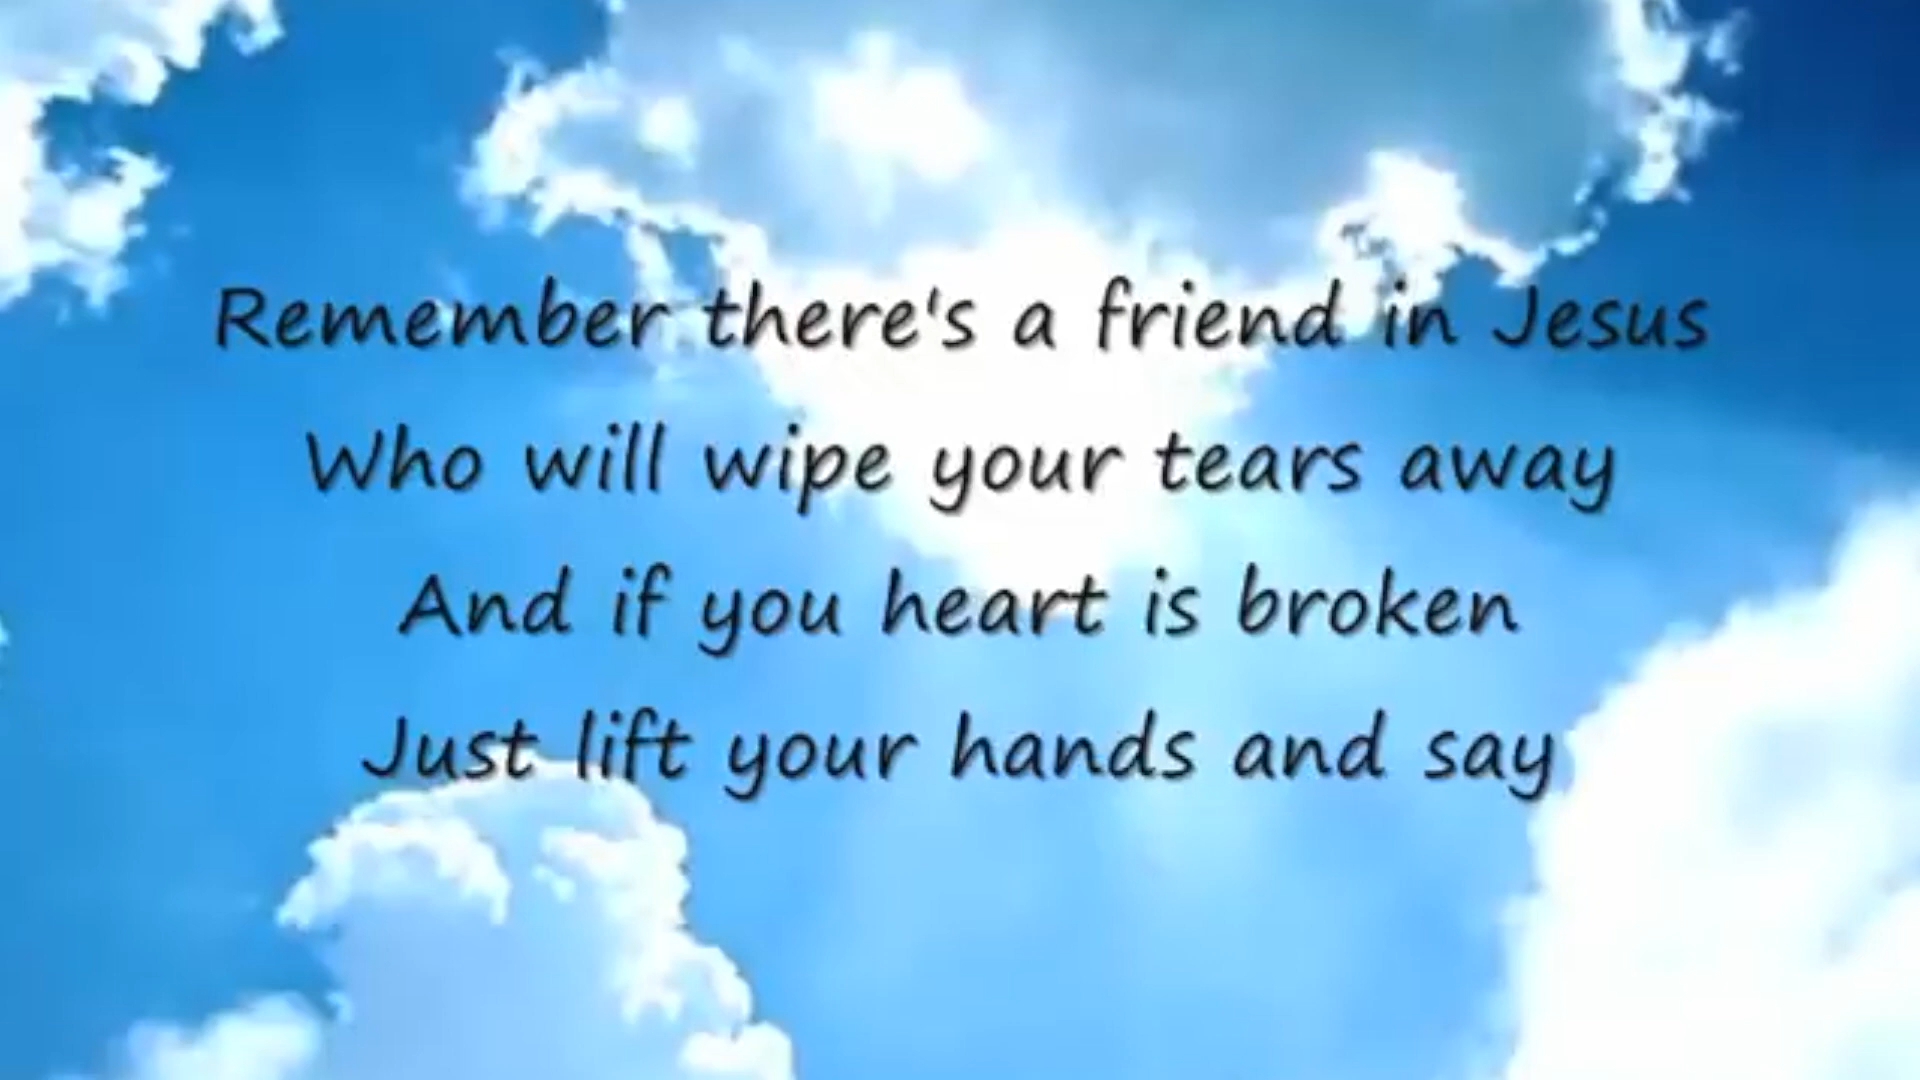 Remember there's a friend in Jesus
Who will wipe your tears away
And if you heart is broken
Just lift your hands and say